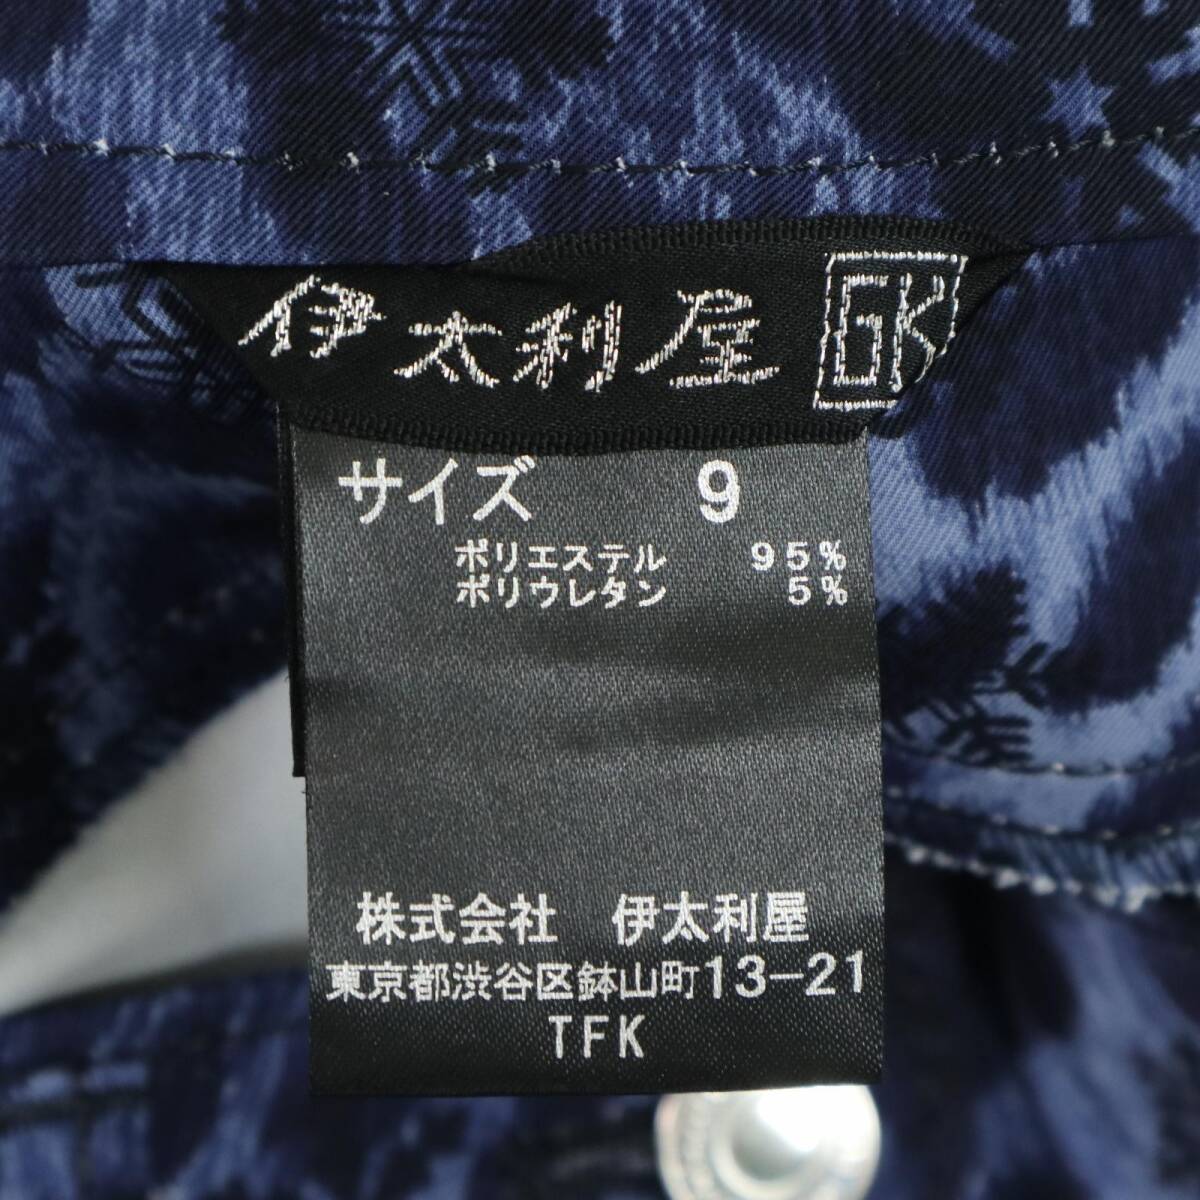 伊太利屋 GK
サイズ 9
ポリエステル 95%
ポリウレタン 5%
株式会社 伊太利屋
東京都渋谷区鉢山町13-21
TFK